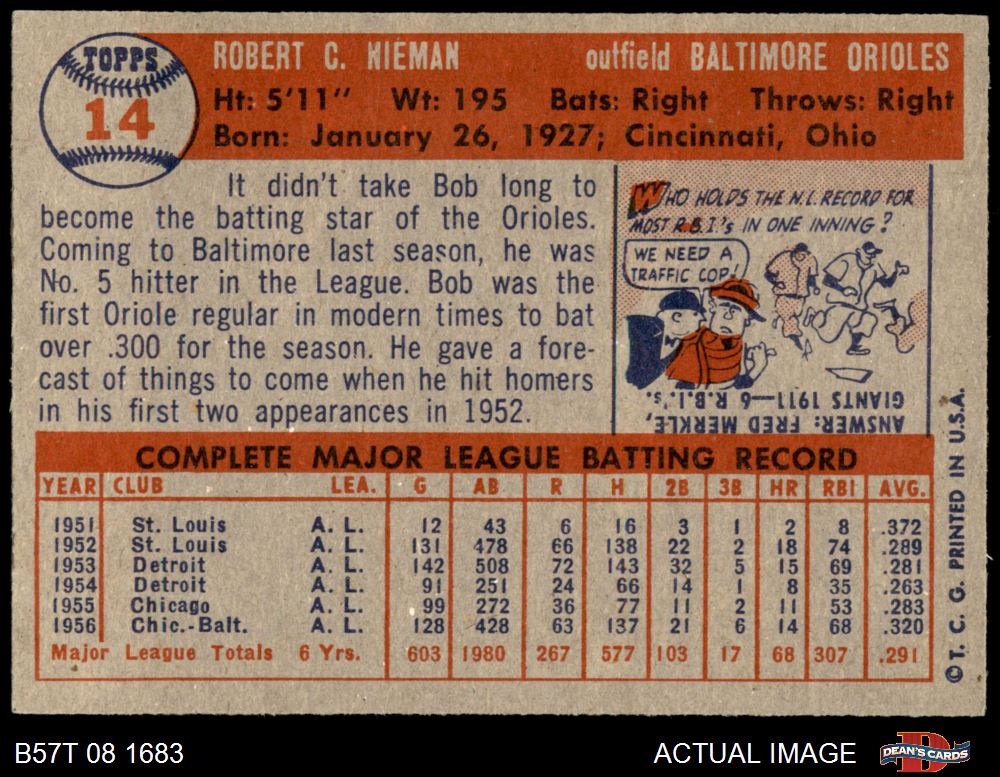 TOPPS
14
ROBERT C. NIEMAN outfield BALTIMORE ORIOLES
Ht: 5'11" Wt: 195 Bats: Right Throws: Right
Born: January 26, 1927; Cincinnati, Ohio
It didn't take Bob long to
become the batting star of the Orioles.
Coming to Baltimore last season, he was
No. 5 hitter in the League. Bob was the
first Oriole regular in modern times to bat
over .300 for the season. He gave a fore-
cast of things to come when he hit homers
in his first two appearances in 1952.
WHO HOLDS THE N.L. RECORD FOR
MOST R.B.I.'s IN ONE INNING?
WE NEED A
TRAFFIC COP!
ANSWER: FRED MERKLE,
GIANTS 1911—6 R.B.I.'s.
COMPLETE MAJOR LEAGUE BATTING RECORD
YEAR CLUB LEA. G AB R H 2B 3B HR RBI AVG.
1951 St. Louis A. L. 12 43 6 16 3 1 2 8 .372
1952 St. Louis A. L. 131 478 66 138 22 2 18 74 .289
1953 Detroit A. L. 142 508 72 143 32 5 15 69 .281
1954 Detroit A. L. 91 251 24 66 14 1 8 35 .263
1955 Chicago A. L. 99 272 36 77 11 2 11 53 .283
1956 Chic.-Balt. A. L. 128 428 63 137 21 6 14 68 .320
Major League Totals 6 Yrs. 603 1980 267 577 103 17 68 307 .291
©T. C. G. PRINTED IN U.S.A.
B57T 08 1683 ACTUAL IMAGE DEAN'S CARDS